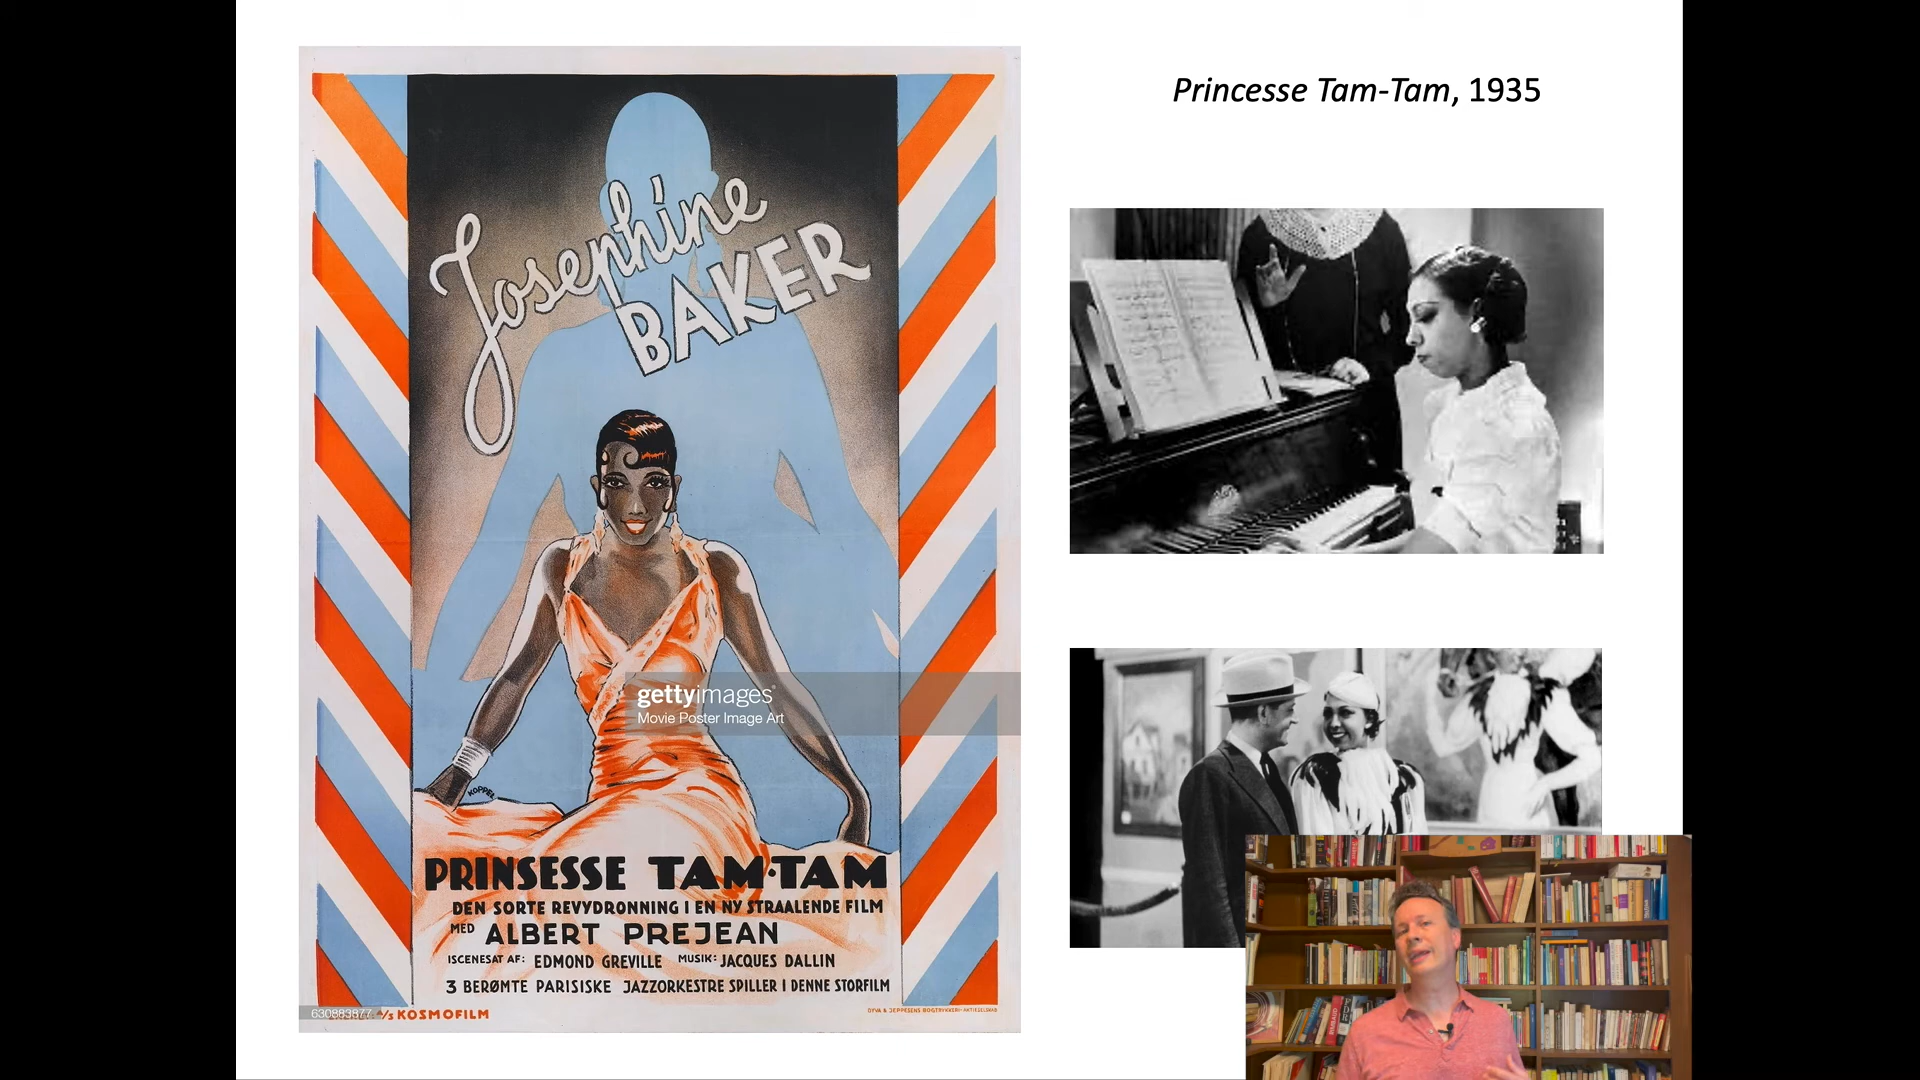 Princesse Tam-Tam, 1935
Josephine
BAKER
gettyimages®
Movie Poster Image Art
KOPPEL
PRINSESSE TAM·TAM
DEN SORTE REVYDRONNING I EN NY STRAALENDE FILM
MED ALBERT PREJEAN
ISCENESAT AF: EDMOND GREVILLE MUSIK: JACQUES DALLIN
3 BERØMTE PARISISKE JAZZORKESTRE SPILLER I DENNE STORFILM
630883877
A/S KOSMOFILM